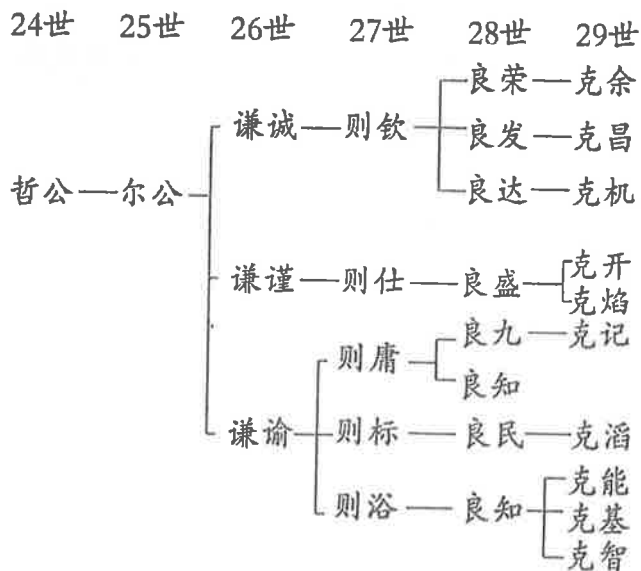 24世 25世 26世 27世 28世 29世
良荣 克余
谦诚 则钦 良发 克昌
哲公 尔公 良达 克机
谦谨 则仕 良盛 克开
克焰
良九 克记
则庸
良知
谦谕 则标 良民 克滔
克能
则浴 良知 克基
克智